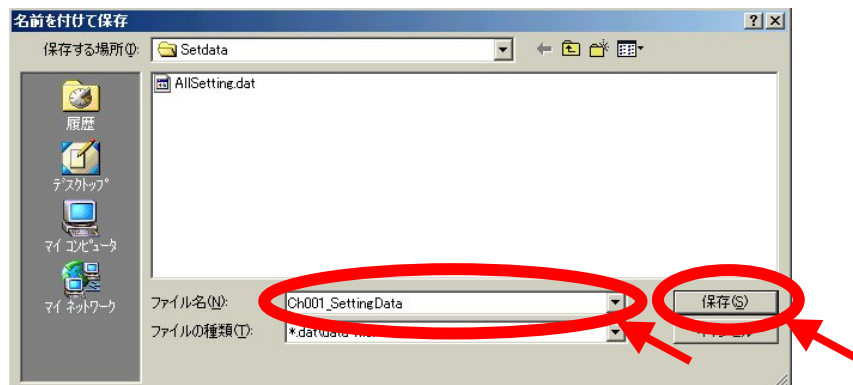 名前を付けて保存
保存する場所(I):
Setdata
AllSetting.dat
履歴
デスクトップ
マイ コンピュータ
マイ ネットワーク
ファイル名(N):
Ch001_SettingData
保存(S)
ファイルの種類(T):